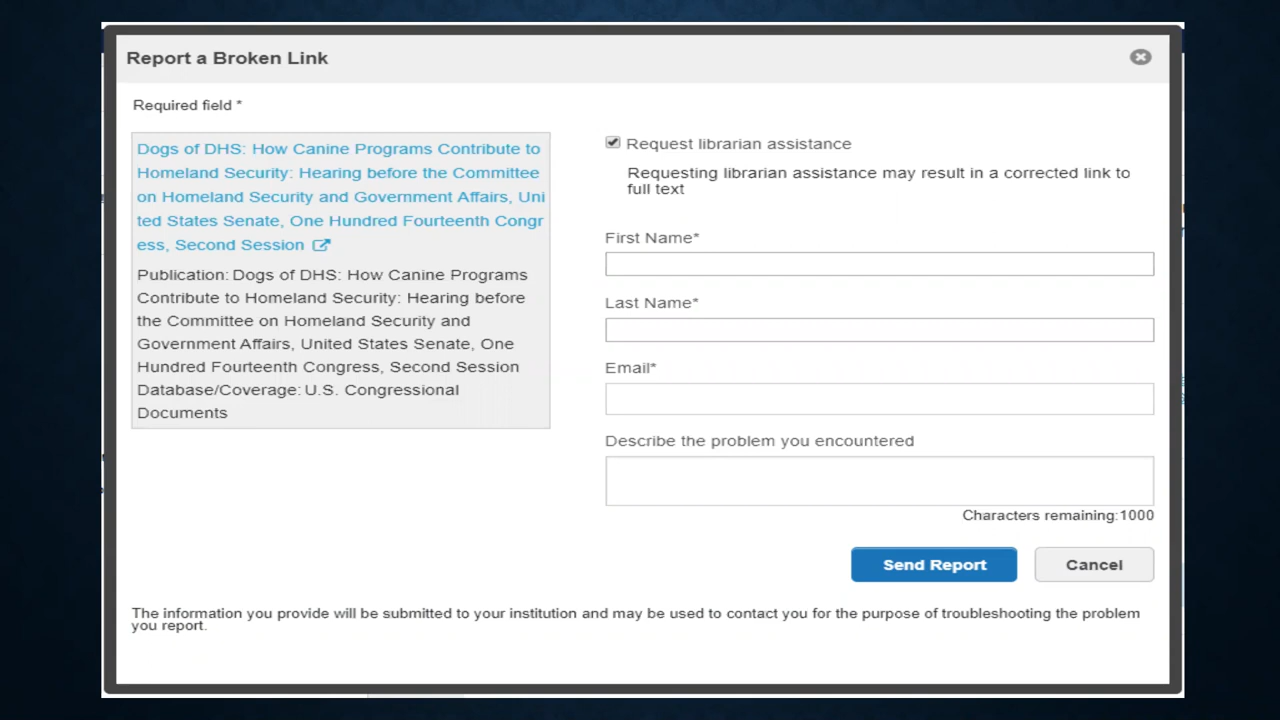 Report a Broken Link
Required field *
Dogs of DHS: How Canine Programs Contribute to
Homeland Security: Hearing before the Committee
on Homeland Security and Government Affairs, Uni
ted States Senate, One Hundred Fourteenth Congr
ess, Second Session
Publication: Dogs of DHS: How Canine Programs
Contribute to Homeland Security: Hearing before
the Committee on Homeland Security and
Government Affairs, United States Senate, One
Hundred Fourteenth Congress, Second Session
Database/Coverage: U.S. Congressional
Documents
Request librarian assistance
Requesting librarian assistance may result in a corrected link to
full text
First Name*
Last Name*
Email*
Describe the problem you encountered
Characters remaining:1000
Send Report
Cancel
The information you provide will be submitted to your institution and may be used to contact you for the purpose of troubleshooting the problem
you report.